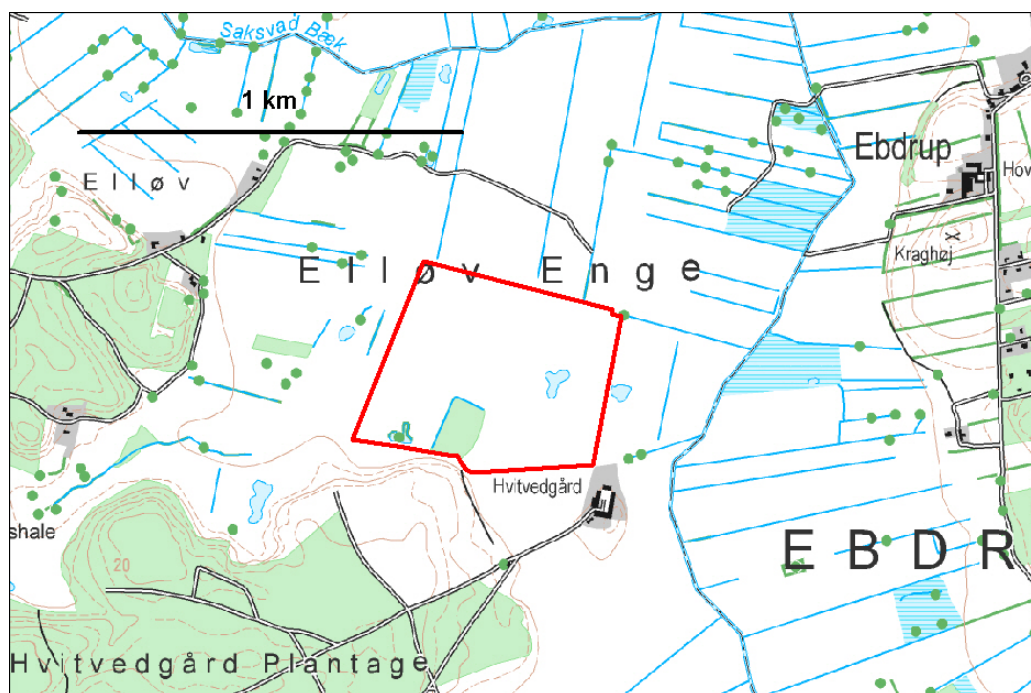 Saksvad Bæk
1 km
Ebdrup
Elløv
Kraghøj
Elløv Enge
Hvitvedgård
shale
EBDR
20
Hvitvedgård Plantage